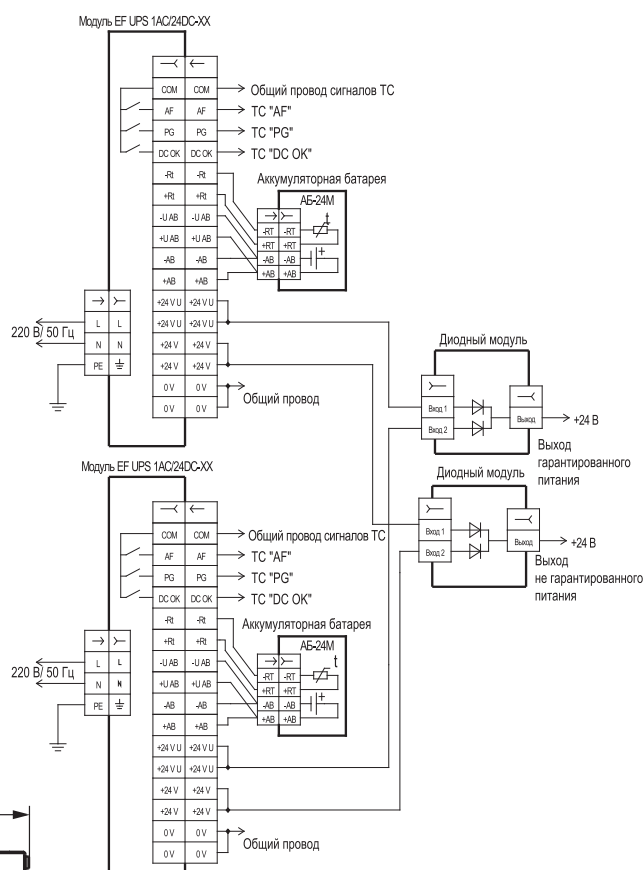 Модуль EF UPS 1AC/24DC-XX
COM COM Общий провод сигналов ТС
AF AF ТС "AF"
PG PG ТС "PG"
DC OK DC OK ТС "DC OK"
-Rt -Rt Аккумуляторная батарея
+Rt +Rt АБ-24М
-U AB -U AB -RT -RT t
+U AB +U AB +RT +RT
-AB -AB -AB -AB +
+AB +AB +AB +AB
+24 V U +24 V U
220 В/ 50 Гц L L +24 V U +24 V U
N N +24 V +24 V
PE +24 V +24 V
0 V 0 V Общий провод
0 V 0 V
Диодный модуль
Вход 1
Вход 2
Выход +24 В
Выход
гарантированного
питания
Модуль EF UPS 1AC/24DC-XX
Диодный модуль
Вход 1
Вход 2
Выход +24 В
Выход
не гарантированного
питания
COM COM Общий провод сигналов ТС
AF AF ТС "AF"
PG PG ТС "PG"
DC OK DC OK ТС "DC OK"
-Rt -Rt Аккумуляторная батарея
+Rt +Rt АБ-24М
220 В/ 50 Гц L L -U AB -U AB -RT -RT t
N N +U AB +U AB +RT +RT
PE -AB -AB -AB -AB +
+AB +AB +AB +AB
+24 V U +24 V U
+24 V U +24 V U
+24 V +24 V
+24 V +24 V
0 V 0 V Общий провод
0 V 0 V